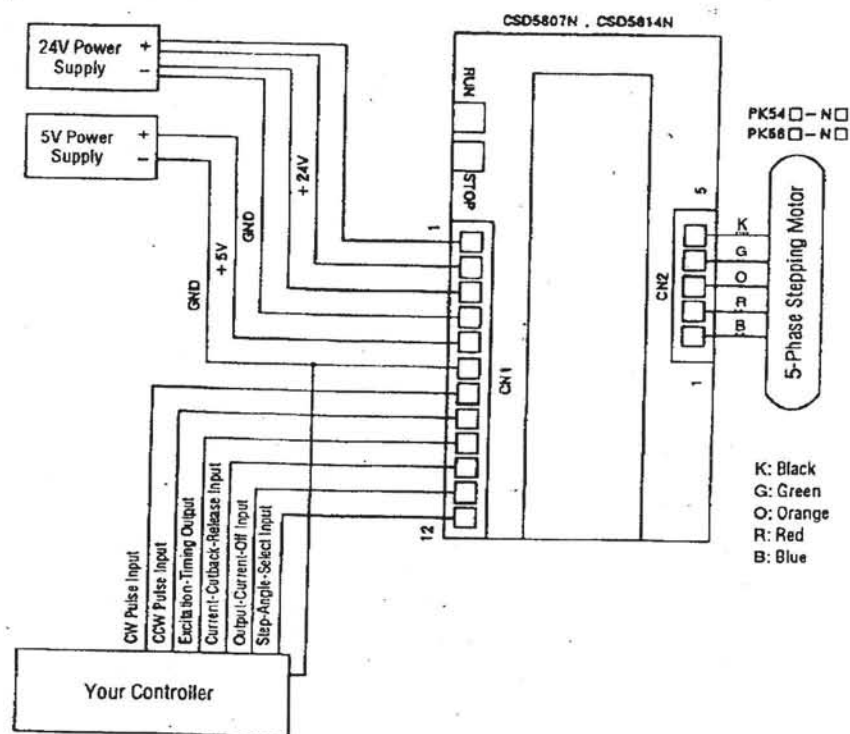 CSD5807N , CSD5814N
24V Power
Supply
+
−
5V Power
Supply
+
−
RUN
STOP
PK54□−N□
PK56□−N□
+ 24V
GND
+ 5V
GND
1
12
CN1
5
1
CN2
K
G
O
R
B
5-Phase Stepping Motor
K: Black
G: Green
O: Orange
R: Red
B: Blue
CW Pulse Input
CCW Pulse Input
Excitation-Timing Output
Current-Cutback-Release Input
Output-Current-Off Input
Step-Angle-Select Input
Your Controller